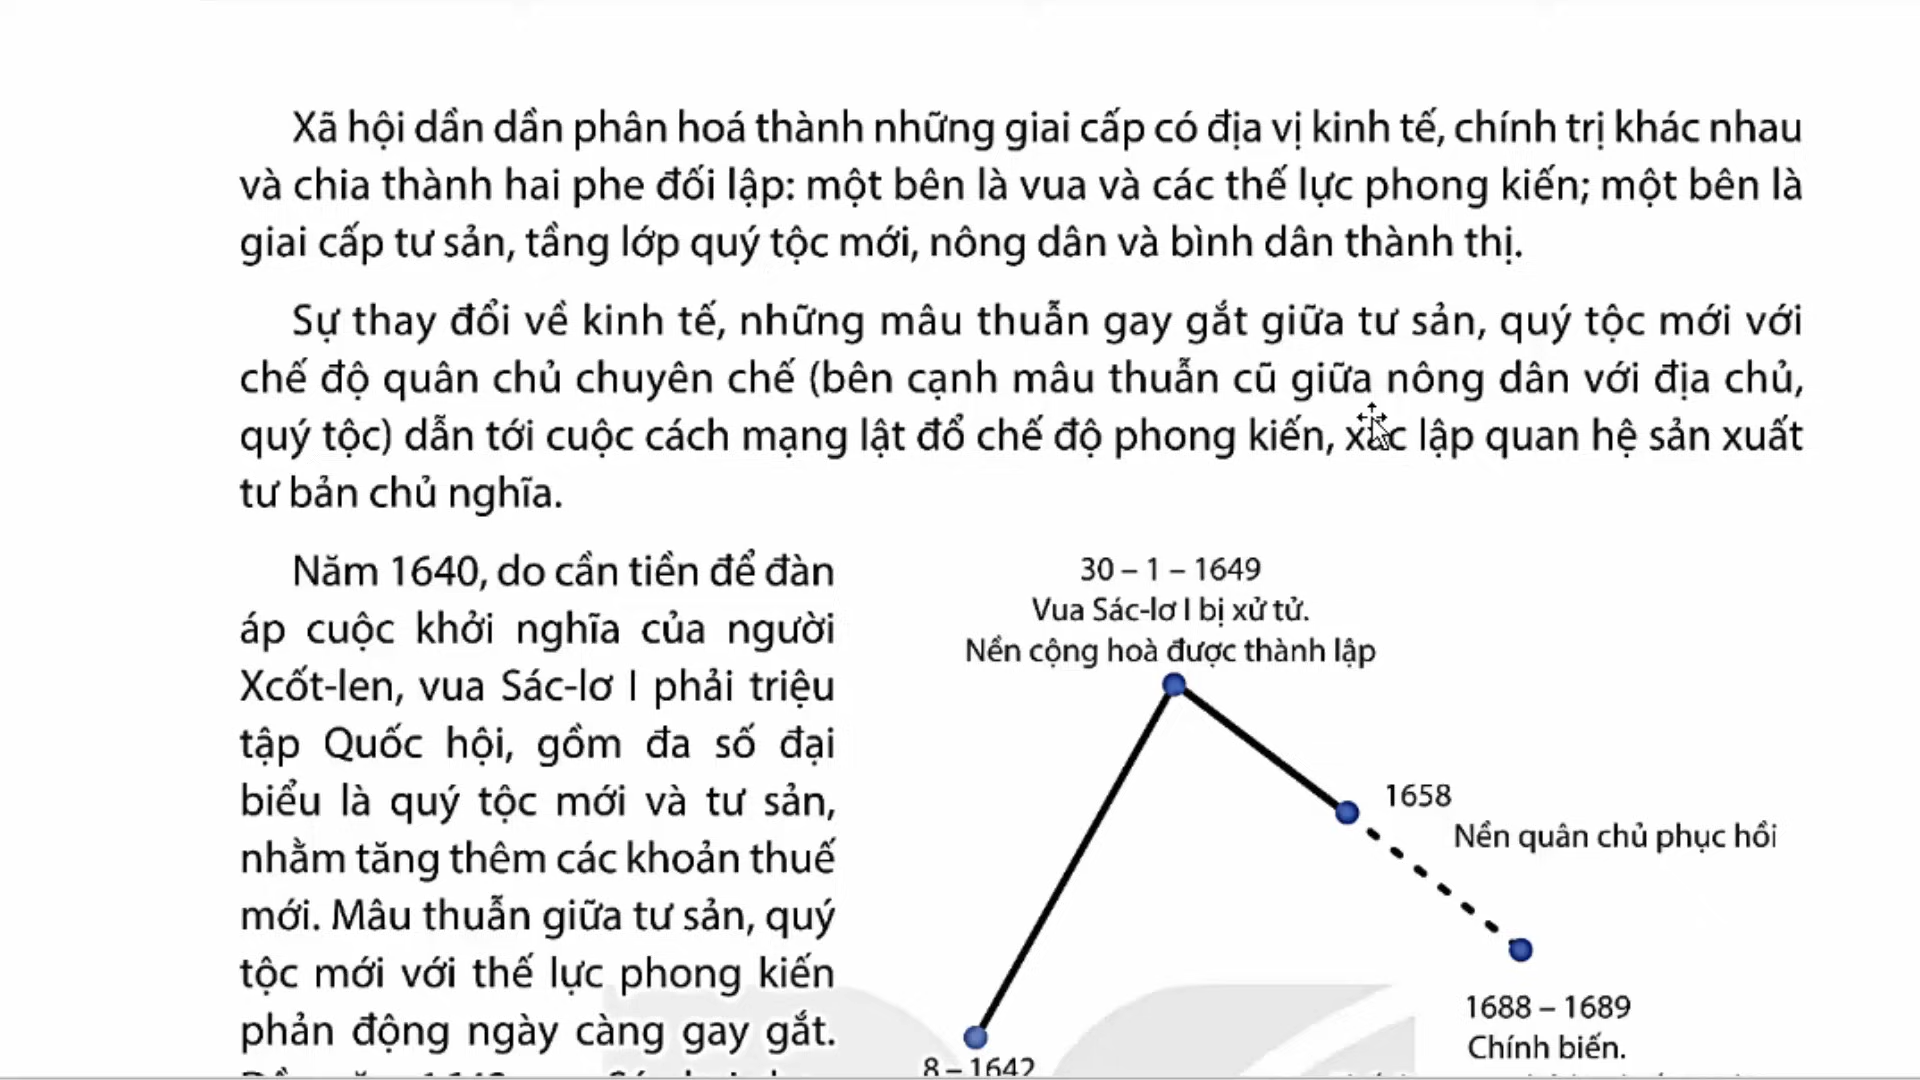 Xã hội dần dần phân hoá thành những giai cấp có địa vị kinh tế, chính trị khác nhau
và chia thành hai phe đối lập: một bên là vua và các thế lực phong kiến; một bên là
giai cấp tư sản, tầng lớp quý tộc mới, nông dân và bình dân thành thị.
Sự thay đổi về kinh tế, những mâu thuẫn gay gắt giữa tư sản, quý tộc mới với
chế độ quân chủ chuyên chế (bên cạnh mâu thuẫn cũ giữa nông dân với địa chủ,
quý tộc) dẫn tới cuộc cách mạng lật đổ chế độ phong kiến, xác lập quan hệ sản xuất
tư bản chủ nghĩa.
Năm 1640, do cần tiền để đàn
áp cuộc khởi nghĩa của người
Xcốt-len, vua Sác-lơ I phải triệu
tập Quốc hội, gồm đa số đại
biểu là quý tộc mới và tư sản,
nhằm tăng thêm các khoản thuế
mới. Mâu thuẫn giữa tư sản, quý
tộc mới với thế lực phong kiến
phản động ngày càng gay gắt.
30 – 1 – 1649
Vua Sác-lơ I bị xử tử.
Nền cộng hoà được thành lập
1658
Nền quân chủ phục hồi
1688 – 1689
Chính biến.
8 – 1642